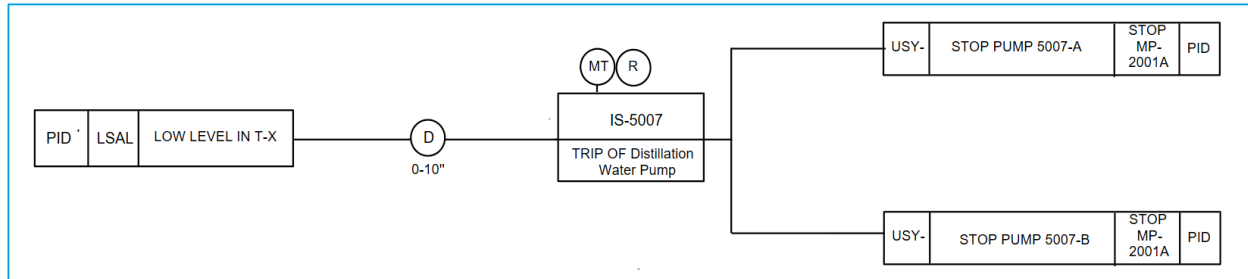 USY-
STOP PUMP 5007-A
STOP
MP-
2001A
PID
MT
R
PID
LSAL
LOW LEVEL IN T-X
D
0-10"
IS-5007
TRIP OF Distillation
Water Pump
USY-
STOP PUMP 5007-B
STOP
MP-
2001A
PID